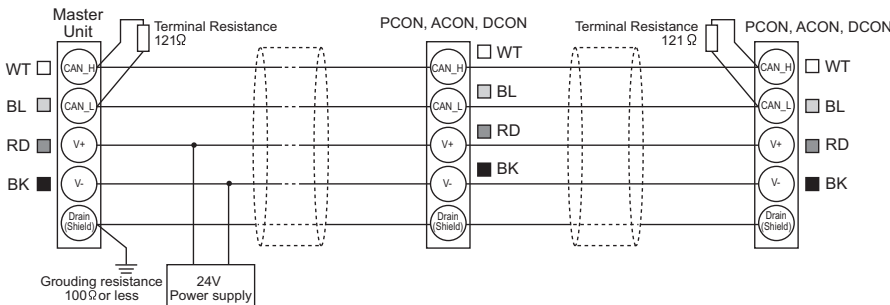 Master
Unit
Terminal Resistance
121Ω
PCON, ACON, DCON
Terminal Resistance
121 Ω
PCON, ACON, DCON
WT
CAN_H
CAN_H
WT
CAN_H
WT
BL
CAN_L
CAN_L
BL
CAN_L
BL
RD
V+
V+
RD
V+
RD
BK
V-
V-
BK
V-
BK
Drain
(Shield)
Drain
(Shield)
Drain
(Shield)
Grouding resistance
100Ω or less
24V
Power supply